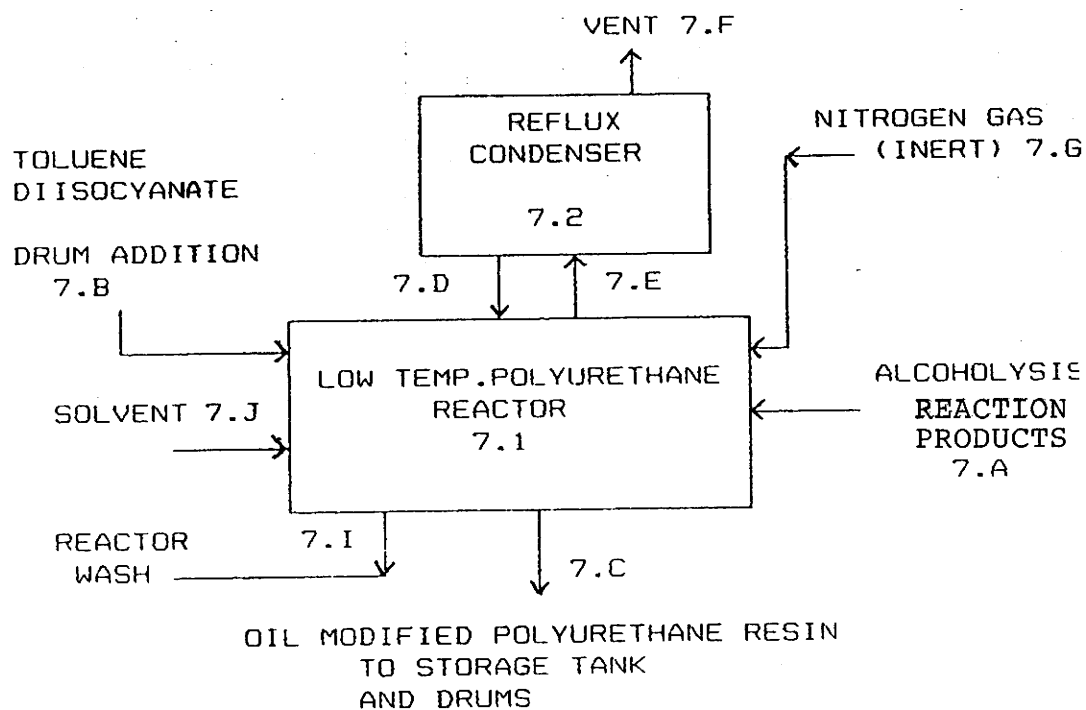 VENT 7.F
REFLUX
CONDENSER
7.2
NITROGEN GAS
(INERT) 7.G
TOLUENE
DIISOCYANATE
DRUM ADDITION
7.B
7.D
7.E
LOW TEMP.POLYURETHANE
REACTOR
7.1
SOLVENT 7.J
ALCOHOLYSIS
REACTION
PRODUCTS
7.A
REACTOR
WASH
7.I
7.C
OIL MODIFIED POLYURETHANE RESIN
TO STORAGE TANK
AND DRUMS